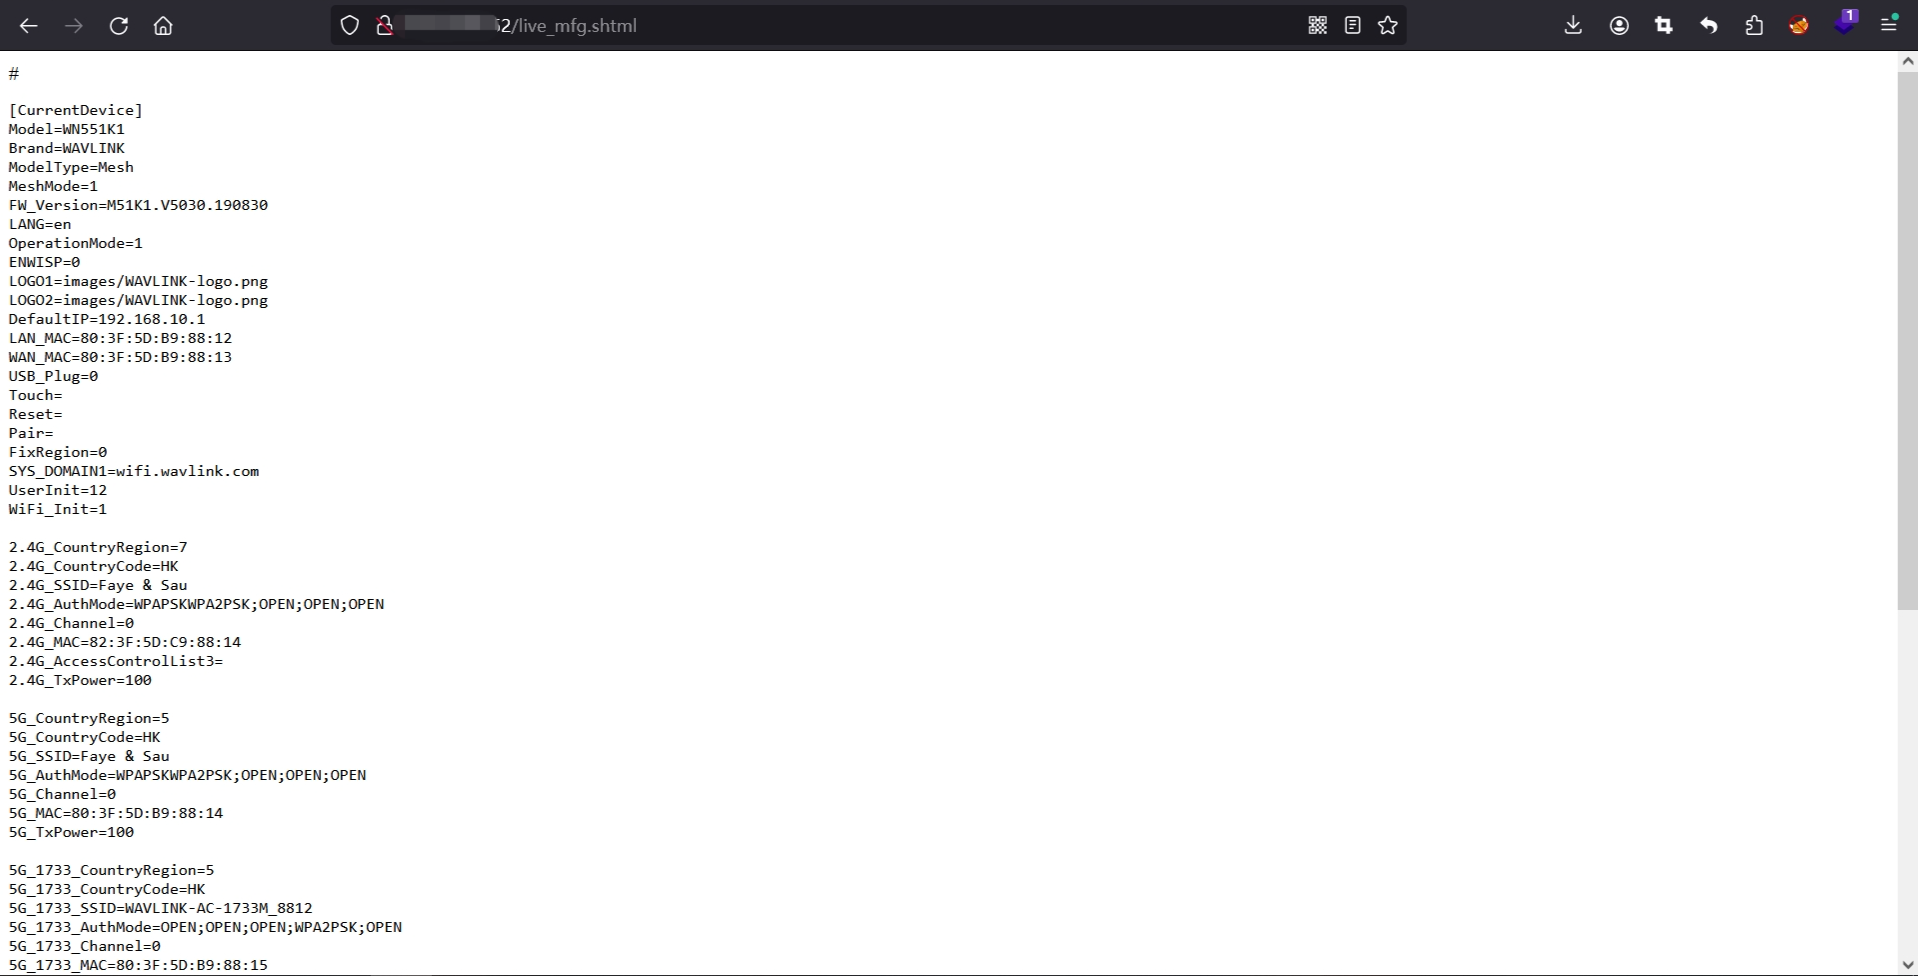 52/live_mfg.shtml
1
#
[CurrentDevice]
Model=WN551K1
Brand=WAVLINK
ModelType=Mesh
MeshMode=1
FW_Version=M51K1.V5030.190830
LANG=en
OperationMode=1
ENWISP=0
LOGO1=images/WAVLINK-logo.png
LOGO2=images/WAVLINK-logo.png
DefaultIP=192.168.10.1
LAN_MAC=80:3F:5D:B9:88:12
WAN_MAC=80:3F:5D:B9:88:13
USB_Plug=0
Touch=
Reset=
Pair=
FixRegion=0
SYS_DOMAIN1=wifi.wavlink.com
UserInit=12
WiFi_Init=1
2.4G_CountryRegion=7
2.4G_CountryCode=HK
2.4G_SSID=Faye & Sau
2.4G_AuthMode=WPAPSKWPA2PSK;OPEN;OPEN;OPEN
2.4G_Channel=0
2.4G_MAC=82:3F:5D:C9:88:14
2.4G_AccessControlList3=
2.4G_TxPower=100
5G_CountryRegion=5
5G_CountryCode=HK
5G_SSID=Faye & Sau
5G_AuthMode=WPAPSKWPA2PSK;OPEN;OPEN;OPEN
5G_Channel=0
5G_MAC=80:3F:5D:B9:88:14
5G_TxPower=100
5G_1733_CountryRegion=5
5G_1733_CountryCode=HK
5G_1733_SSID=WAVLINK-AC-1733M_8812
5G_1733_AuthMode=OPEN;OPEN;OPEN;WPA2PSK;OPEN
5G_1733_Channel=0
5G_1733_MAC=80:3F:5D:B9:88:15